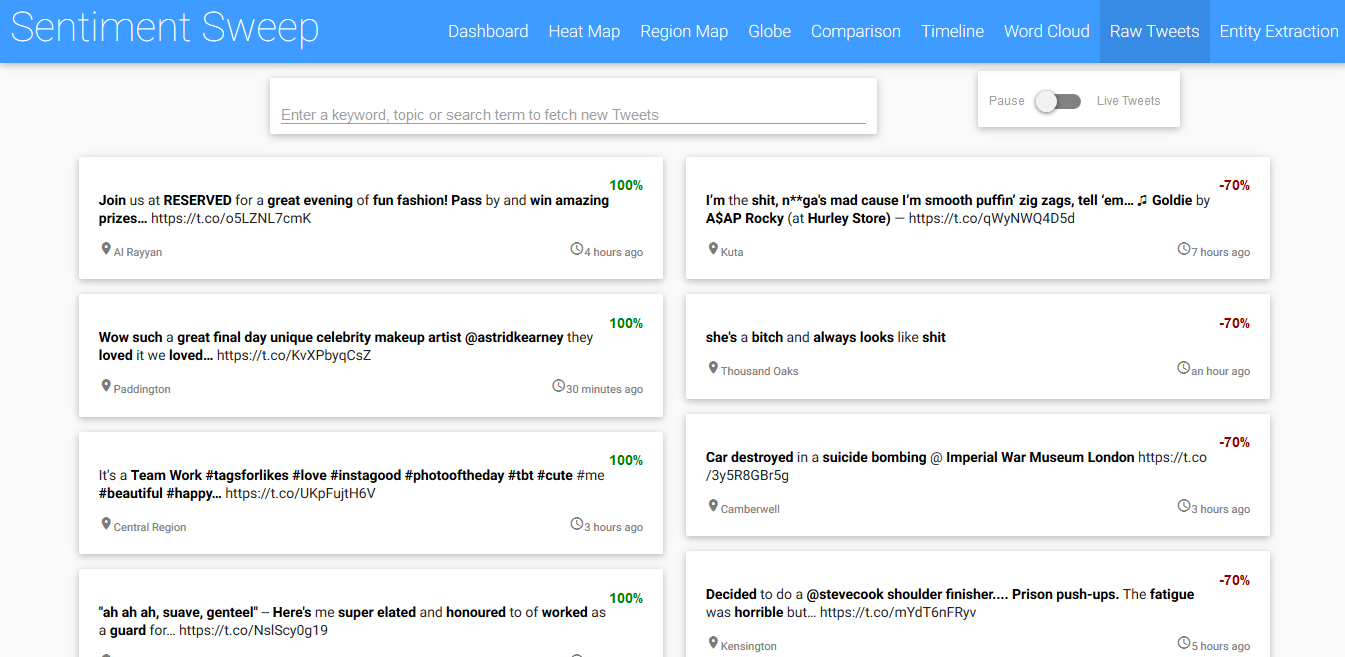 Sentiment Sweep
Dashboard Heat Map Region Map Globe Comparison Timeline Word Cloud Raw Tweets Entity Extraction
Enter a keyword, topic or search term to fetch new Tweets
Pause Live Tweets
100%
Join us at RESERVED for a great evening of fun fashion! Pass by and win amazing
prizes… https://t.co/o5LZNL7cmK
Al Rayyan 4 hours ago
100%
Wow such a great final day unique celebrity makeup artist @astridkearney they
loved it we loved… https://t.co/KvXPbyqCsZ
Paddington 30 minutes ago
100%
It's a Team Work #tagsforlikes #love #instagood #photooftheday #tbt #cute #me
#beautiful #happy… https://t.co/UKpFujtH6V
Central Region 3 hours ago
100%
"ah ah ah, suave, genteel" -- Here's me super elated and honoured to of worked as
a guard for… https://t.co/NslScy0g19
-70%
I’m the shit, n**ga's mad cause I’m smooth puffin’ zig zags, tell ‘em… ♫ Goldie by
A$AP Rocky (at Hurley Store) — https://t.co/qWyNWQ4D5d
Kuta 7 hours ago
-70%
she's a bitch and always looks like shit
Thousand Oaks an hour ago
-70%
Car destroyed in a suicide bombing @ Imperial War Museum London https://t.co
/3y5R8GBr5g
Camberwell 3 hours ago
-70%
Decided to do a @stevecook shoulder finisher.... Prison push-ups. The fatigue
was horrible but… https://t.co/mYdT6nFRyv
Kensington 5 hours ago